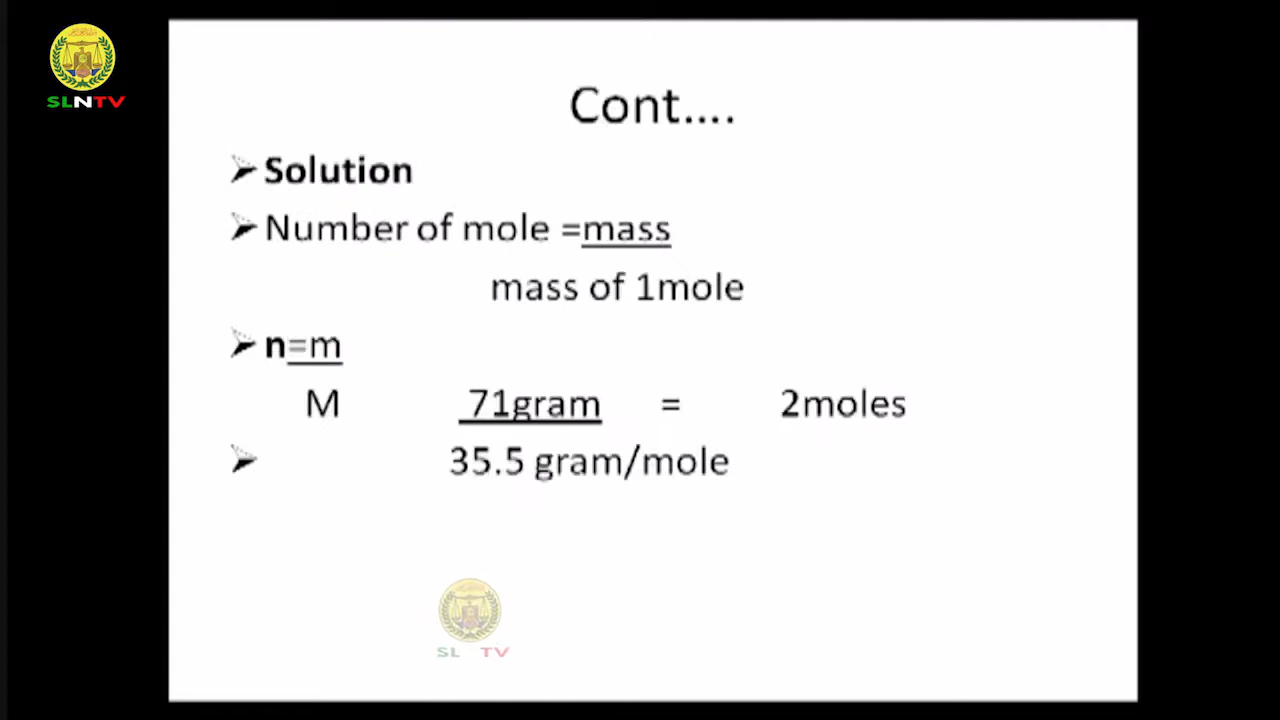 SLNTV
Cont....
Solution
Number of mole =mass
mass of 1mole
n=m
M 71gram = 2moles
35.5 gram/mole
SL TV